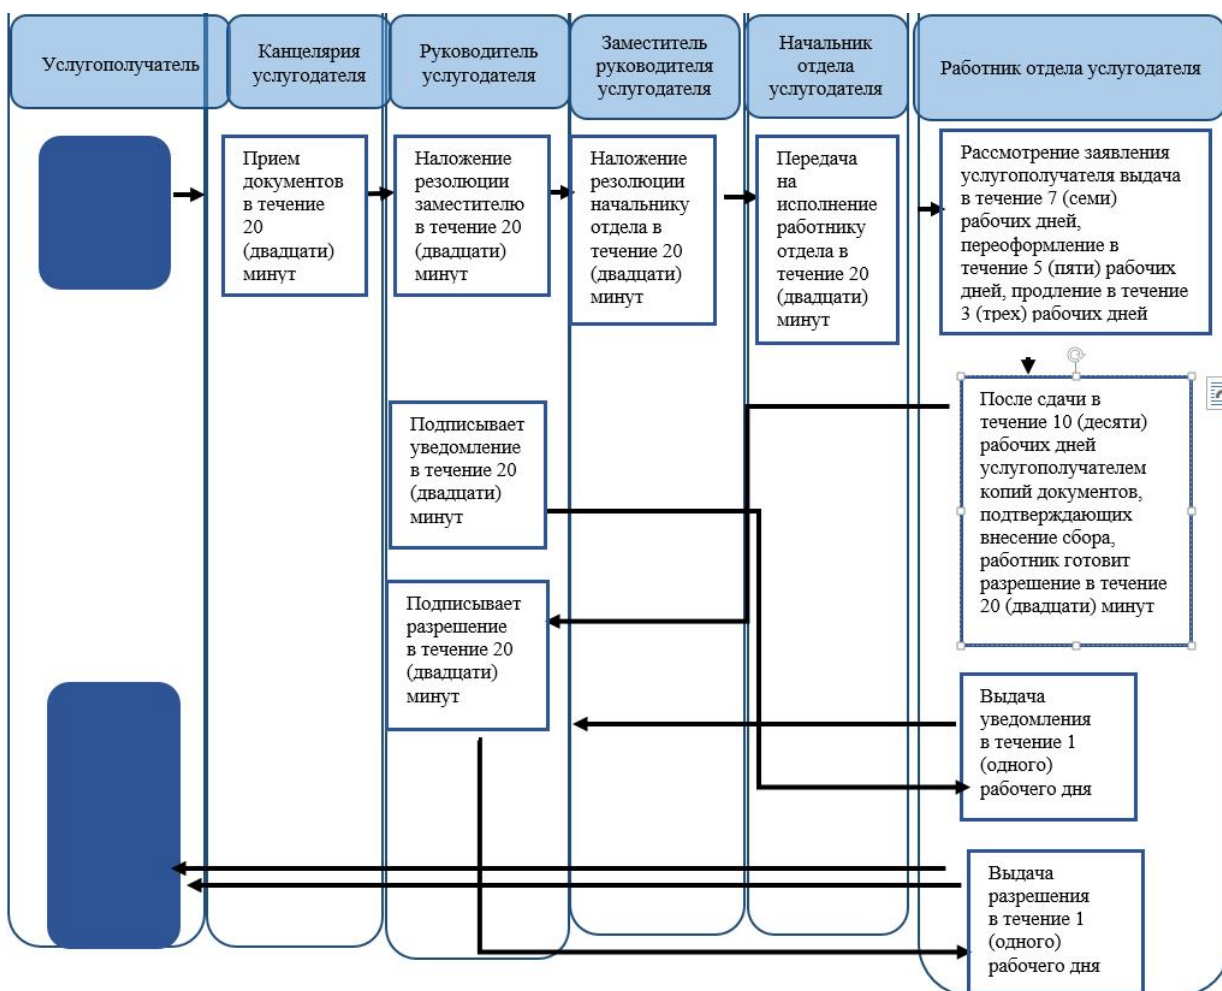 Услугополучатель
Канцелярия
услугодателя
Руководитель
услугодателя
Заместитель
руководителя
услугодателя
Начальник
отдела
услугодателя
Работник отдела услугодателя
Прием
документов
в течение
20
(двадцати)
минут
Наложение
резолюции
заместителю
в течение 20
(двадцати)
минут
Наложение
резолюции
начальнику
отдела в
течение 20
(двадцати)
минут
Передача
на
исполнение
работнику
отдела в
течение 20
(двадцати)
минут
Рассмотрение заявления
услугополучателя выдача
в течение 7 (семи)
рабочих дней,
переоформление в
течение 5 (пяти) рабочих
дней, продление в течение
3 (трех) рабочих дней
Подписывает
уведомление
в течение 20
(двадцати)
минут
После сдачи в
течение 10 (десяти)
рабочих дней
услугополучателем
копий документов,
подтверждающих
внесение сбора,
работник готовит
разрешение в течение
20 (двадцати) минут
Подписывает
разрешение
в течение 20
(двадцати)
минут
Выдача
уведомления
в течение 1
(одного)
рабочего дня
Выдача
разрешения
в течение 1
(одного)
рабочего дня